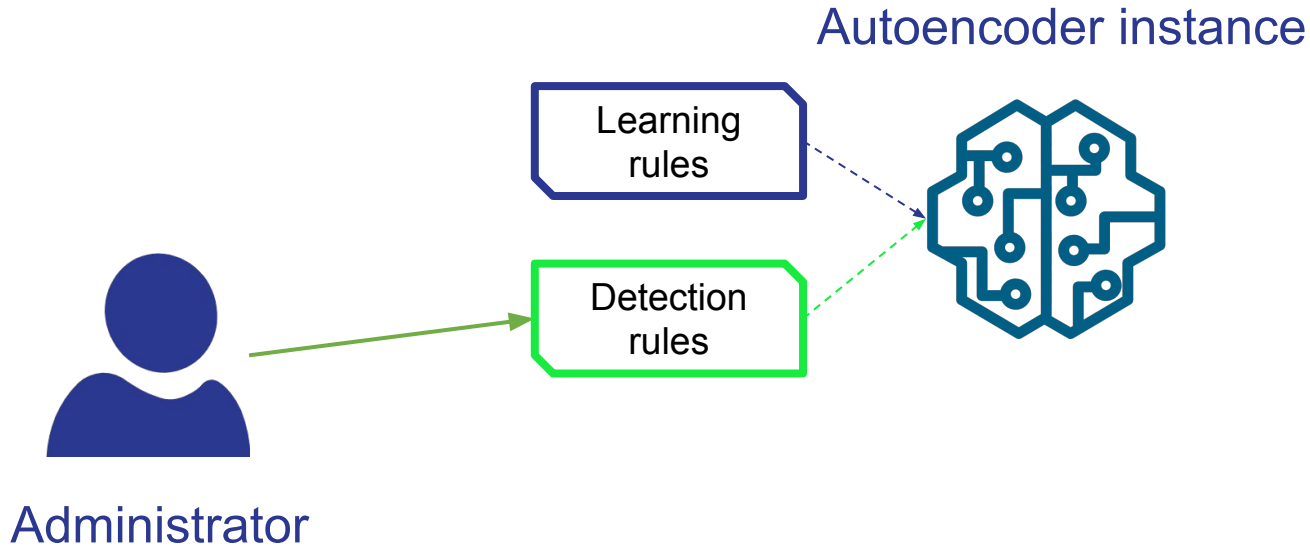 Autoencoder instance
Learning
rules
Detection
rules
Administrator